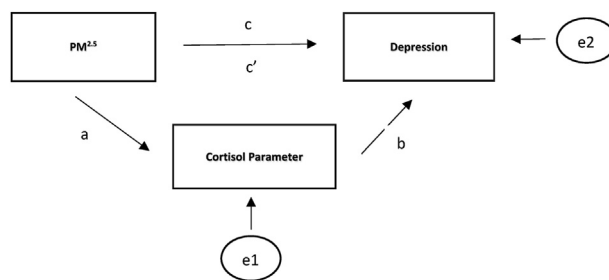 c
PM²·⁵
Depression
e2
c’
a
b
Cortisol Parameter
e1